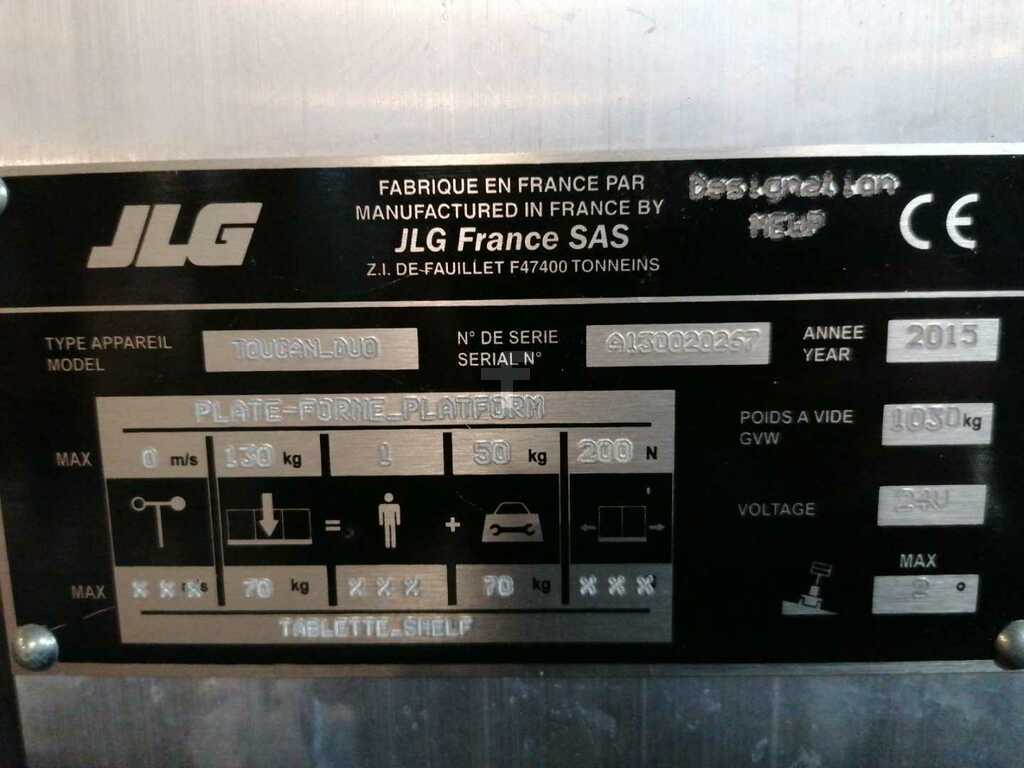 JLG
FABRIQUE EN FRANCE PAR
MANUFACTURED IN FRANCE BY
JLG France SAS
Z.I. DE FAUILLET F47400 TONNEINS
Designation
MEWP
CE
TYPE APPAREIL
MODEL
TOUCAN_DUO
N° DE SERIE
SERIAL N°
A130020267
ANNEE
YEAR
2015
PLATE-FORME_PLATFORM
MAX 0 m/s 130 kg 1 50 kg 200 N
= +
MAX X X X m/s 70 kg X X X 70 kg X X X
TABLETTE_SHELF
POIDS A VIDE
GVW
1030 kg
VOLTAGE
24V
MAX
2 °